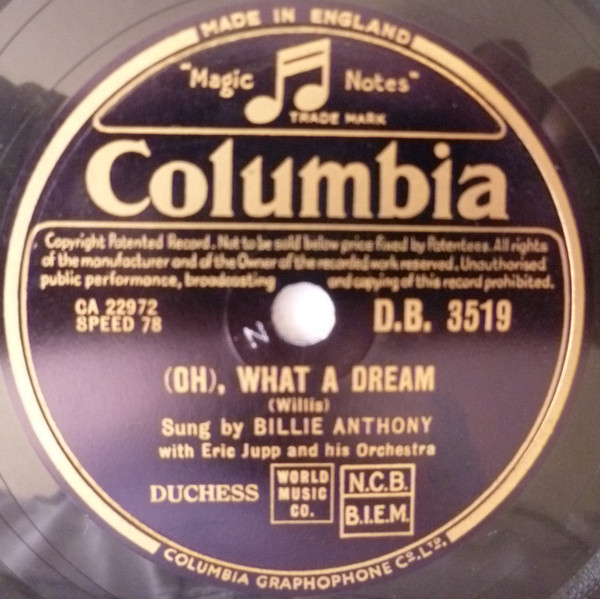 MADE IN ENGLAND
"Magic Notes"
TRADE MARK
Columbia
Copyright Patented Record. Not to be sold below price fixed by Patentees. All rights
of the manufacturer and of the Owner of the recorded work reserved. Unauthorised
public performance, broadcasting and copying of this record prohibited.
CA 22972
SPEED 78
D.B. 3519
N
(OH), WHAT A DREAM
(Willis)
Sung by BILLIE ANTHONY
with Eric Jupp and his Orchestra
DUCHESS
WORLD
MUSIC
CO.
N.C.B.
B.I.E.M.
COLUMBIA GRAPHOPHONE CO. LTD.